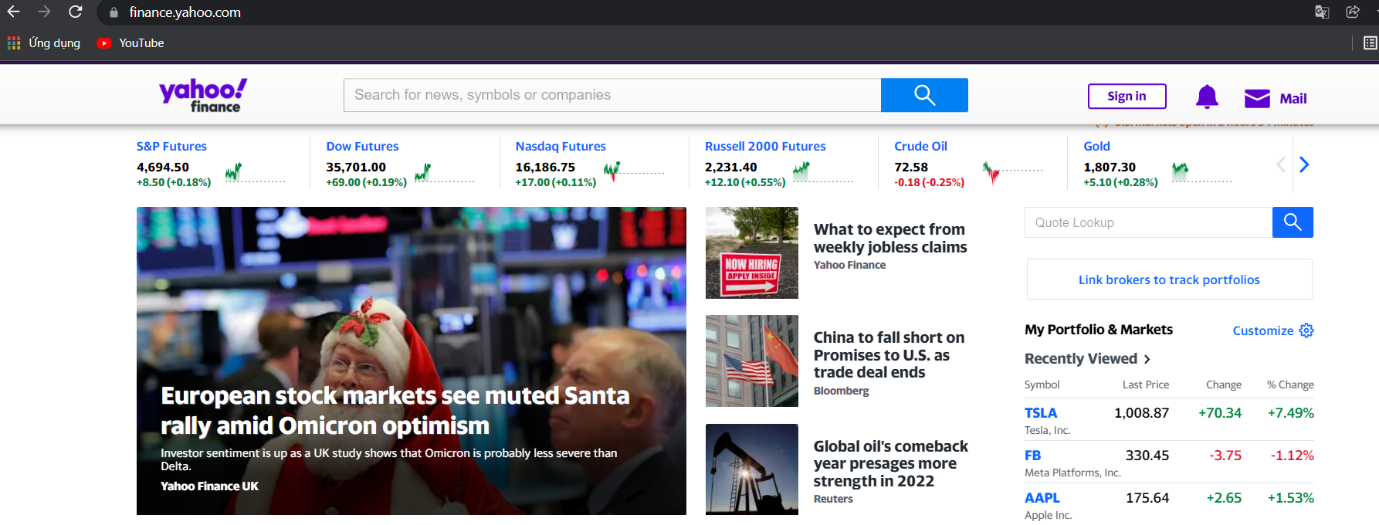 finance.yahoo.com
Ứng dụng
YouTube
yahoo!
finance
Search for news, symbols or companies
Sign in
Mail
S&P Futures
4,694.50
+8.50 (+0.18%)
Dow Futures
35,701.00
+69.00 (+0.19%)
Nasdaq Futures
16,186.75
+17.00 (+0.11%)
Russell 2000 Futures
2,231.40
+12.10 (+0.55%)
Crude Oil
72.58
-0.18 (-0.25%)
Gold
1,807.30
+5.10 (+0.28%)
European stock markets see muted Santa
rally amid Omicron optimism
Investor sentiment is up as a UK study shows that Omicron is probably less severe than
Delta.
Yahoo Finance UK
NOW HIRING
APPLY INSIDE
What to expect from
weekly jobless claims
Yahoo Finance
China to fall short on
Promises to U.S. as
trade deal ends
Bloomberg
Global oil's comeback
year presages more
strength in 2022
Reuters
Quote Lookup
Link brokers to track portfolios
My Portfolio & Markets
Customize
Recently Viewed
Symbol Last Price Change % Change
TSLA 1,008.87 +70.34 +7.49%
Tesla, Inc.
FB 330.45 -3.75 -1.12%
Meta Platforms, Inc.
AAPL 175.64 +2.65 +1.53%
Apple Inc.